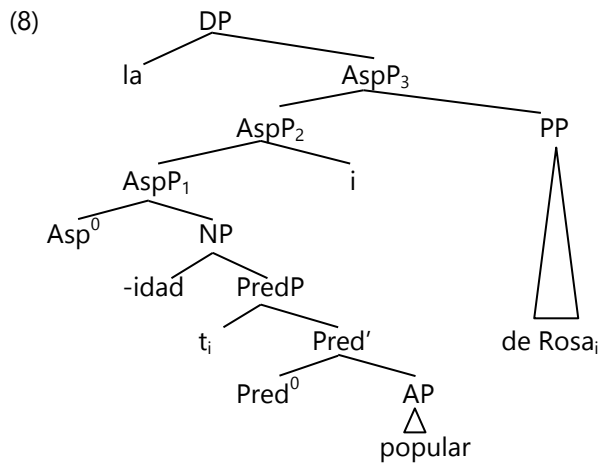 (8) DP
la AspP₃
AspP₂ PP
AspP₁ i
Asp⁰ NP
-idad PredP
tᵢ Pred’ de Rosaᵢ
Pred⁰ AP
popular